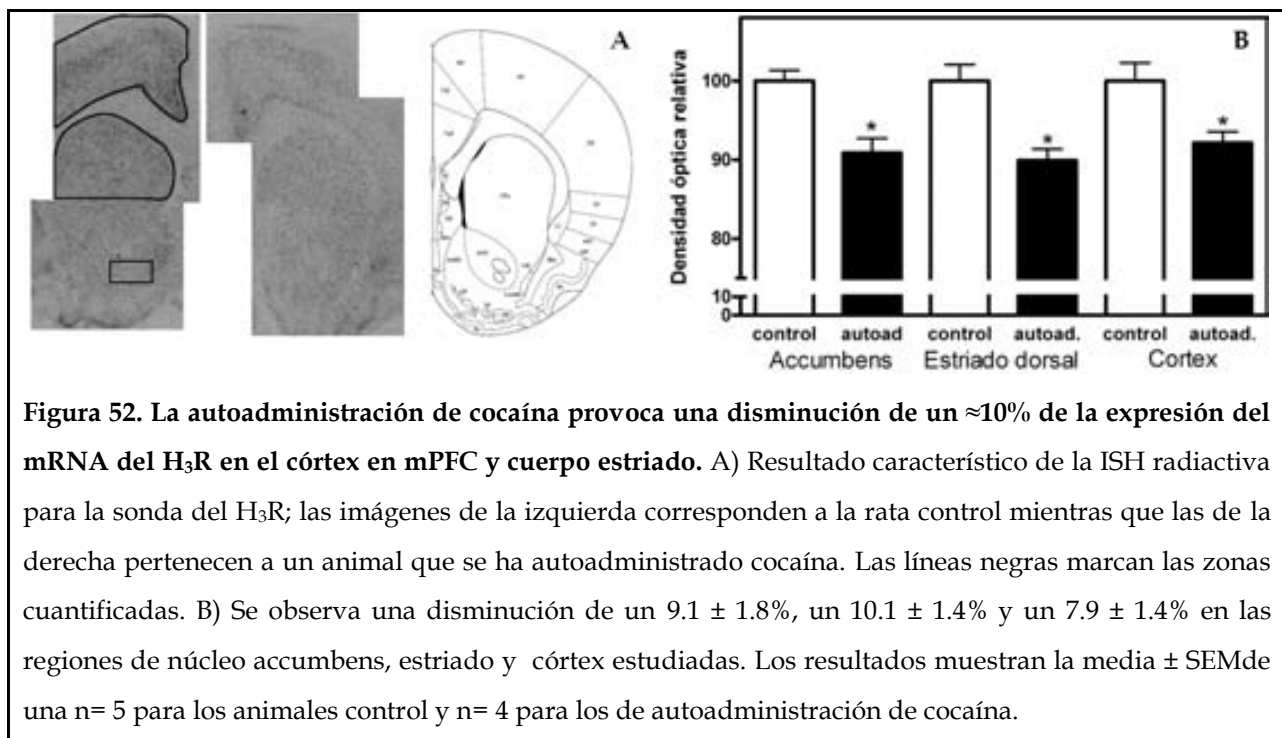 A
B
Densidad óptica relativa
100
90
80
10
0
control autoad control autoad. control autoad.
Accumbens Estriado dorsal Cortex
* * *
Figura 52. La autoadministración de cocaína provoca una disminución de un ≈10% de la expresión del
mRNA del H₃R en el córtex en mPFC y cuerpo estriado. A) Resultado característico de la ISH radiactiva
para la sonda del H₃R; las imágenes de la izquierda corresponden a la rata control mientras que las de la
derecha pertenecen a un animal que se ha autoadministrado cocaína. Las líneas negras marcan las zonas
cuantificadas. B) Se observa una disminución de un 9.1 ± 1.8%, un 10.1 ± 1.4% y un 7.9 ± 1.4% en las
regiones de núcleo accumbens, estriado y córtex estudiadas. Los resultados muestran la media ± SEMde
una n= 5 para los animales control y n= 4 para los de autoadministración de cocaína.